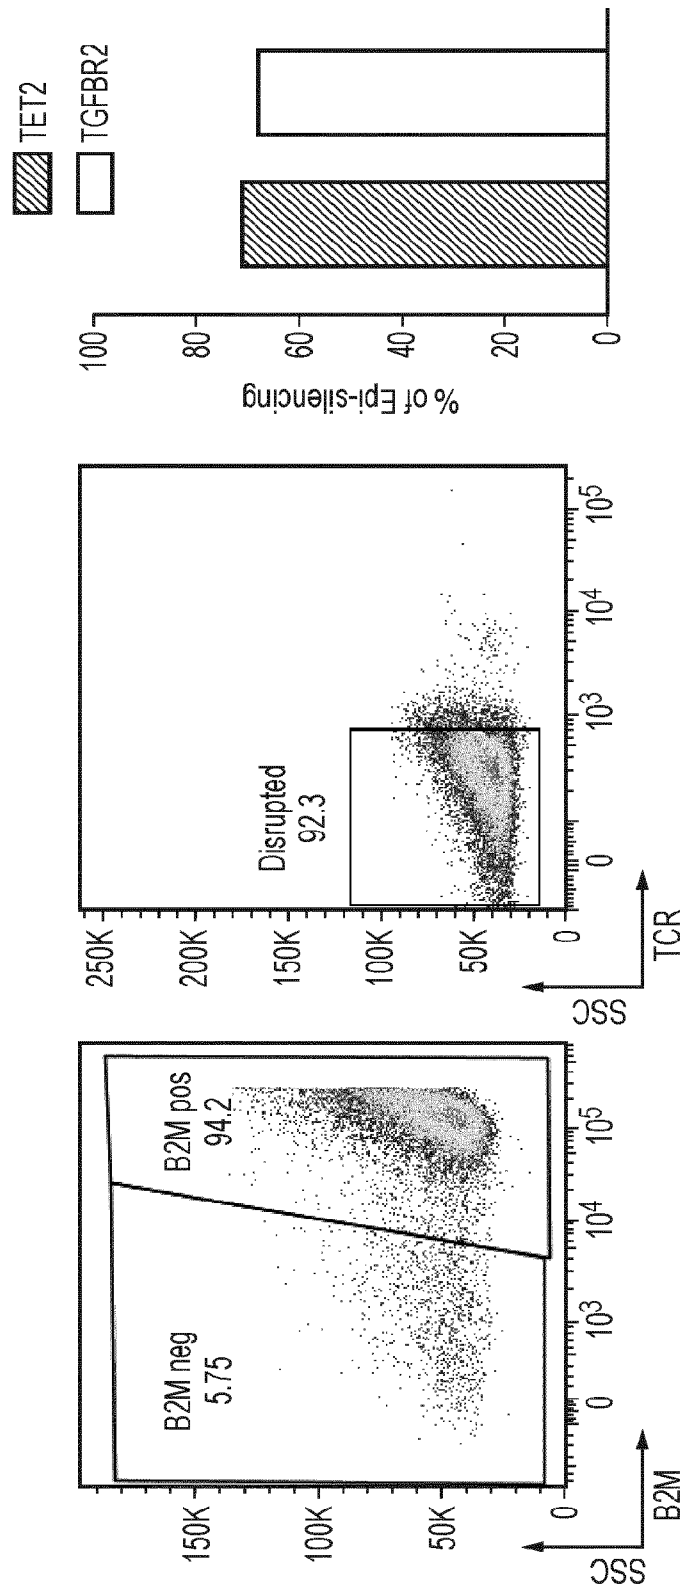 B2M neg
5.75
B2M pos
94.2
150K
100K
50K
0
SSC
0
10³
10⁴
10⁵
B2M
Disrupted
92.3
250K
200K
150K
100K
50K
0
SSC
0
10³
10⁴
10⁵
TCR
TET2
TGFBR2
% of Epi-silencing
100
80
60
40
20
0